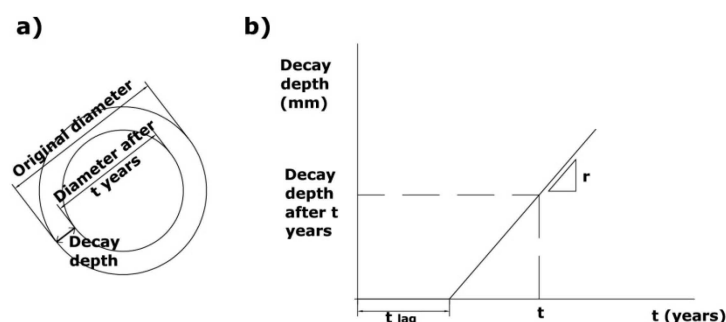 a)
Original diameter
Diameter after
t years
Decay
depth
b)
Decay
depth
(mm)
Decay
depth
after t
years
r
t lag
t
t (years)